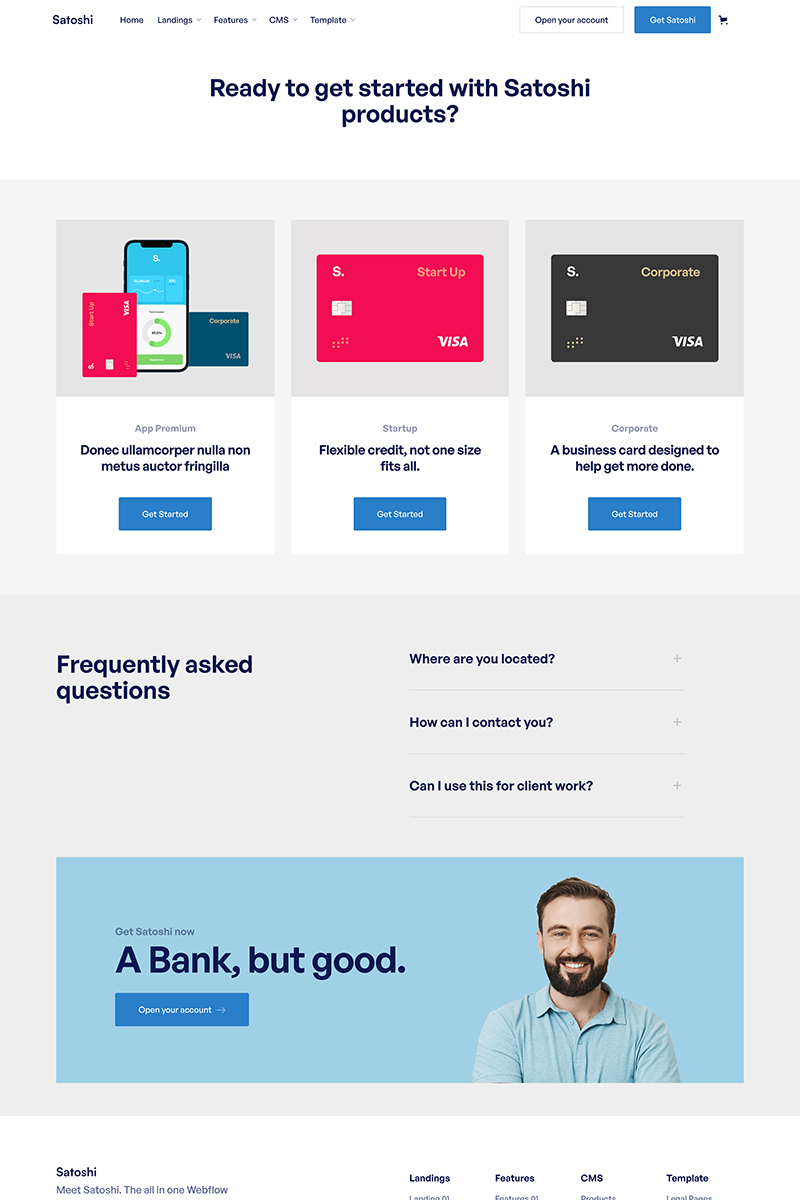 Satoshi
Home
Landings
Features
CMS
Template
Open your account
Get Satoshi
Ready to get started with Satoshi
products?
S.
Start Up
VISA
Corporate
VISA
S.
Start Up
VISA
S.
Corporate
VISA
App Premium
Donec ullamcorper nulla non
metus auctor fringilla
Get Started
Startup
Flexible credit, not one size
fits all.
Get Started
Corporate
A business card designed to
help get more done.
Get Started
Frequently asked
questions
Where are you located?
How can I contact you?
Can I use this for client work?
Get Satoshi now
A Bank, but good.
Open your account
Satoshi
Meet Satoshi. The all in one Webflow
Landings
Landing 01
Features
Features 01
CMS
Products
Template
Legal Pages